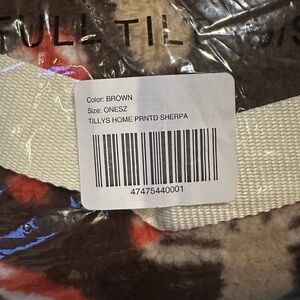 FULL TIL
Color: BROWN
Size: ONESZ
TILLYS HOME PRNTD SHERPA
47475440001